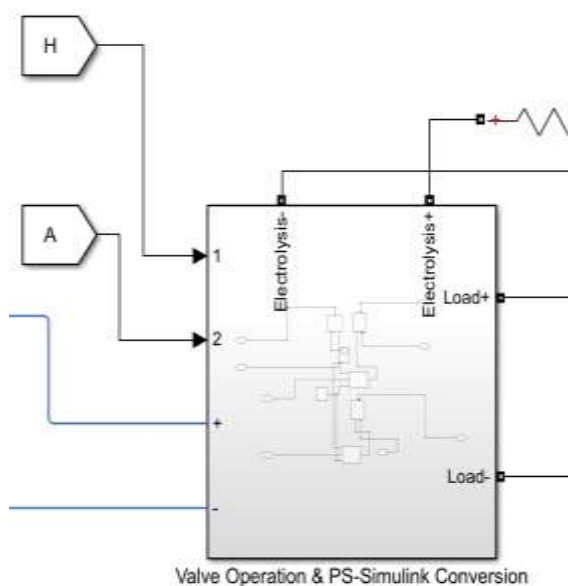 H
A
1
2
+
-
Electrolysis-
Electrolysis+
+
Load+
Load-
Valve Operation & PS-Simulink Conversion